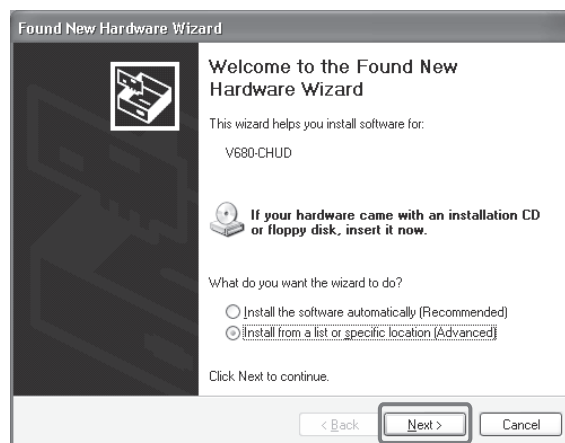 Found New Hardware Wizard
Welcome to the Found New
Hardware Wizard
This wizard helps you install software for:
V680-CHUD
If your hardware came with an installation CD
or floppy disk, insert it now.
What do you want the wizard to do?
Install the software automatically (Recommended)
Install from a list or specific location (Advanced)
Click Next to continue.
< Back Next > Cancel